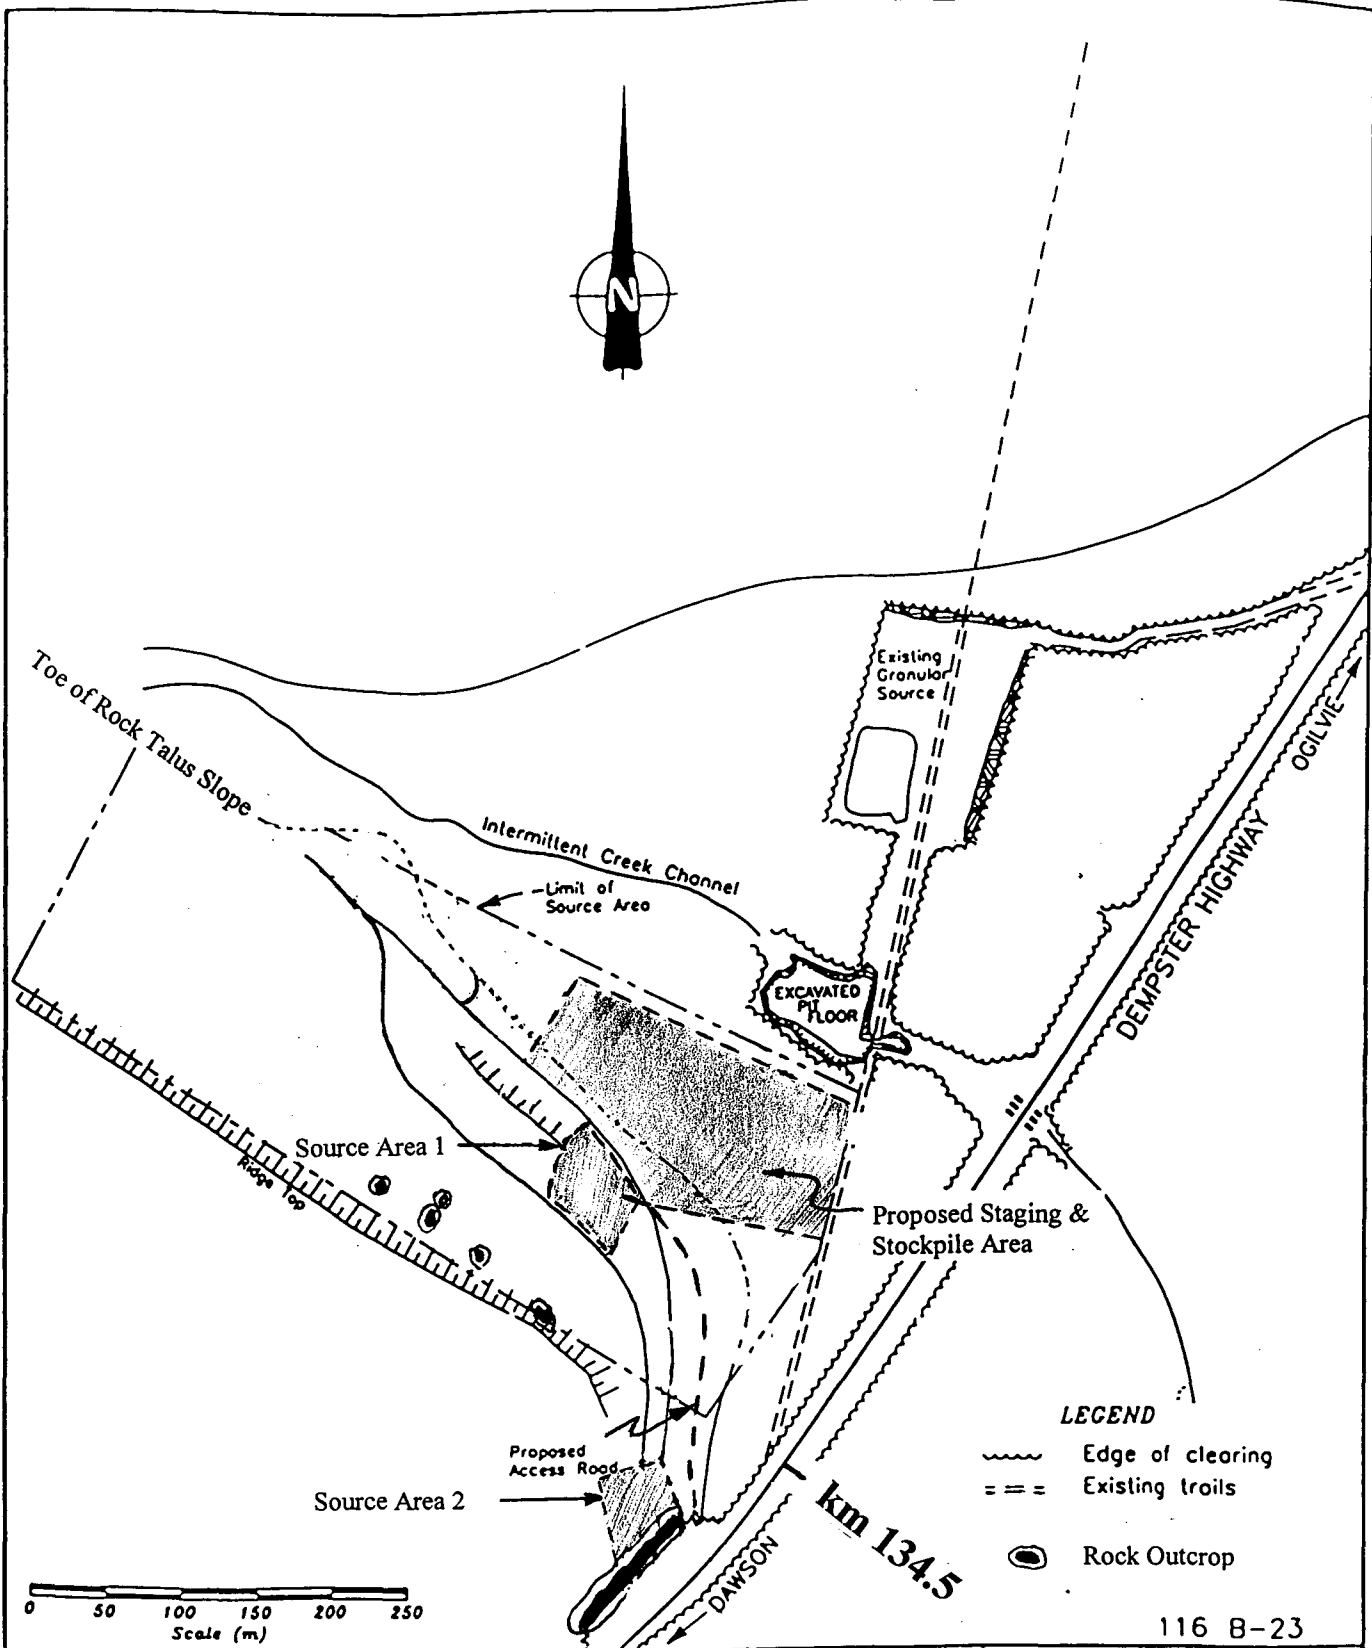 N
Existing
Granular
Source
Toe of Rock Talus Slope
OGILVIE
Intermittent Creek Channel
Limit of
Source Area
DEMPSTER HIGHWAY
EXCAVATED
PIT
FLOOR
Source Area 1
Ridge Top
Proposed Staging &
Stockpile Area
LEGEND
Edge of clearing
Existing trails
Rock Outcrop
Proposed
Access Road
Source Area 2
km 134.5
DAWSON
0 50 100 150 200 250
Scale (m)
116 B-23